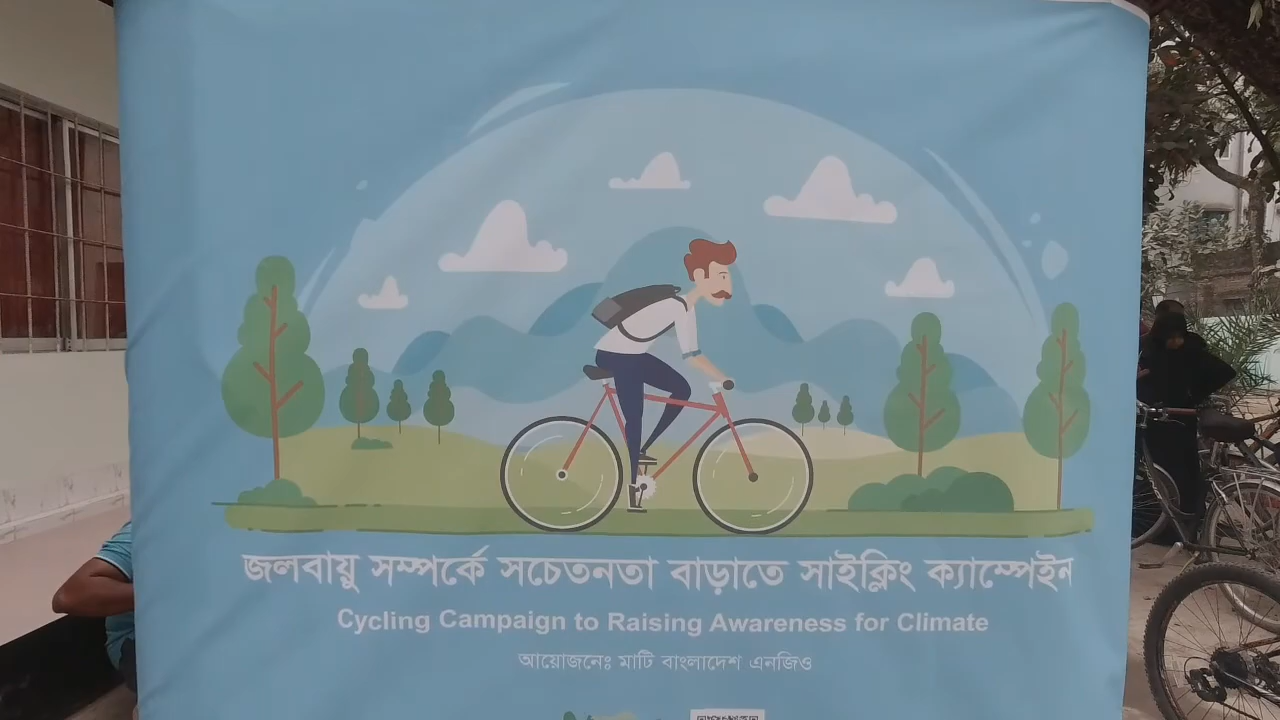 জলবায়ু সম্পর্কে সচেতনতা বাড়াতে সাইক্লিং ক্যাম্পেইন
Cycling Campaign to Raising Awareness for Climate
আয়োজনেঃ মাটি বাংলাদেশ এনজিও